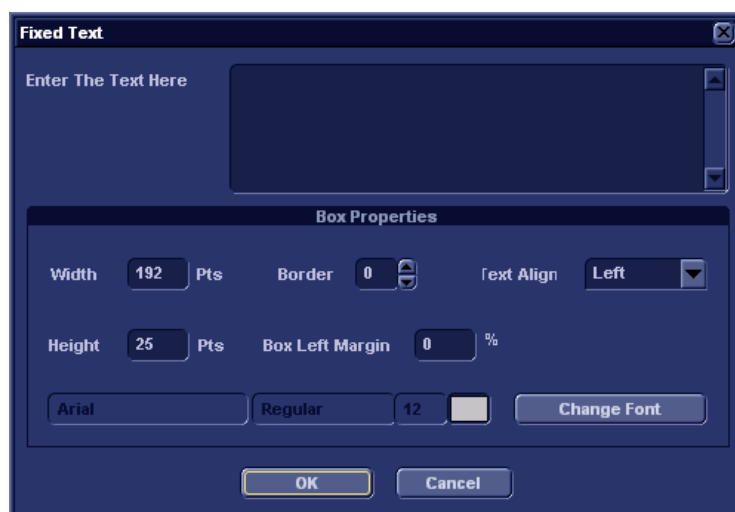 Fixed Text
Enter The Text Here
Box Properties
Width 192 Pts Border 0 Text Align Left
Height 25 Pts Box Left Margin 0 %
Arial Regular 12 Change Font
OK Cancel